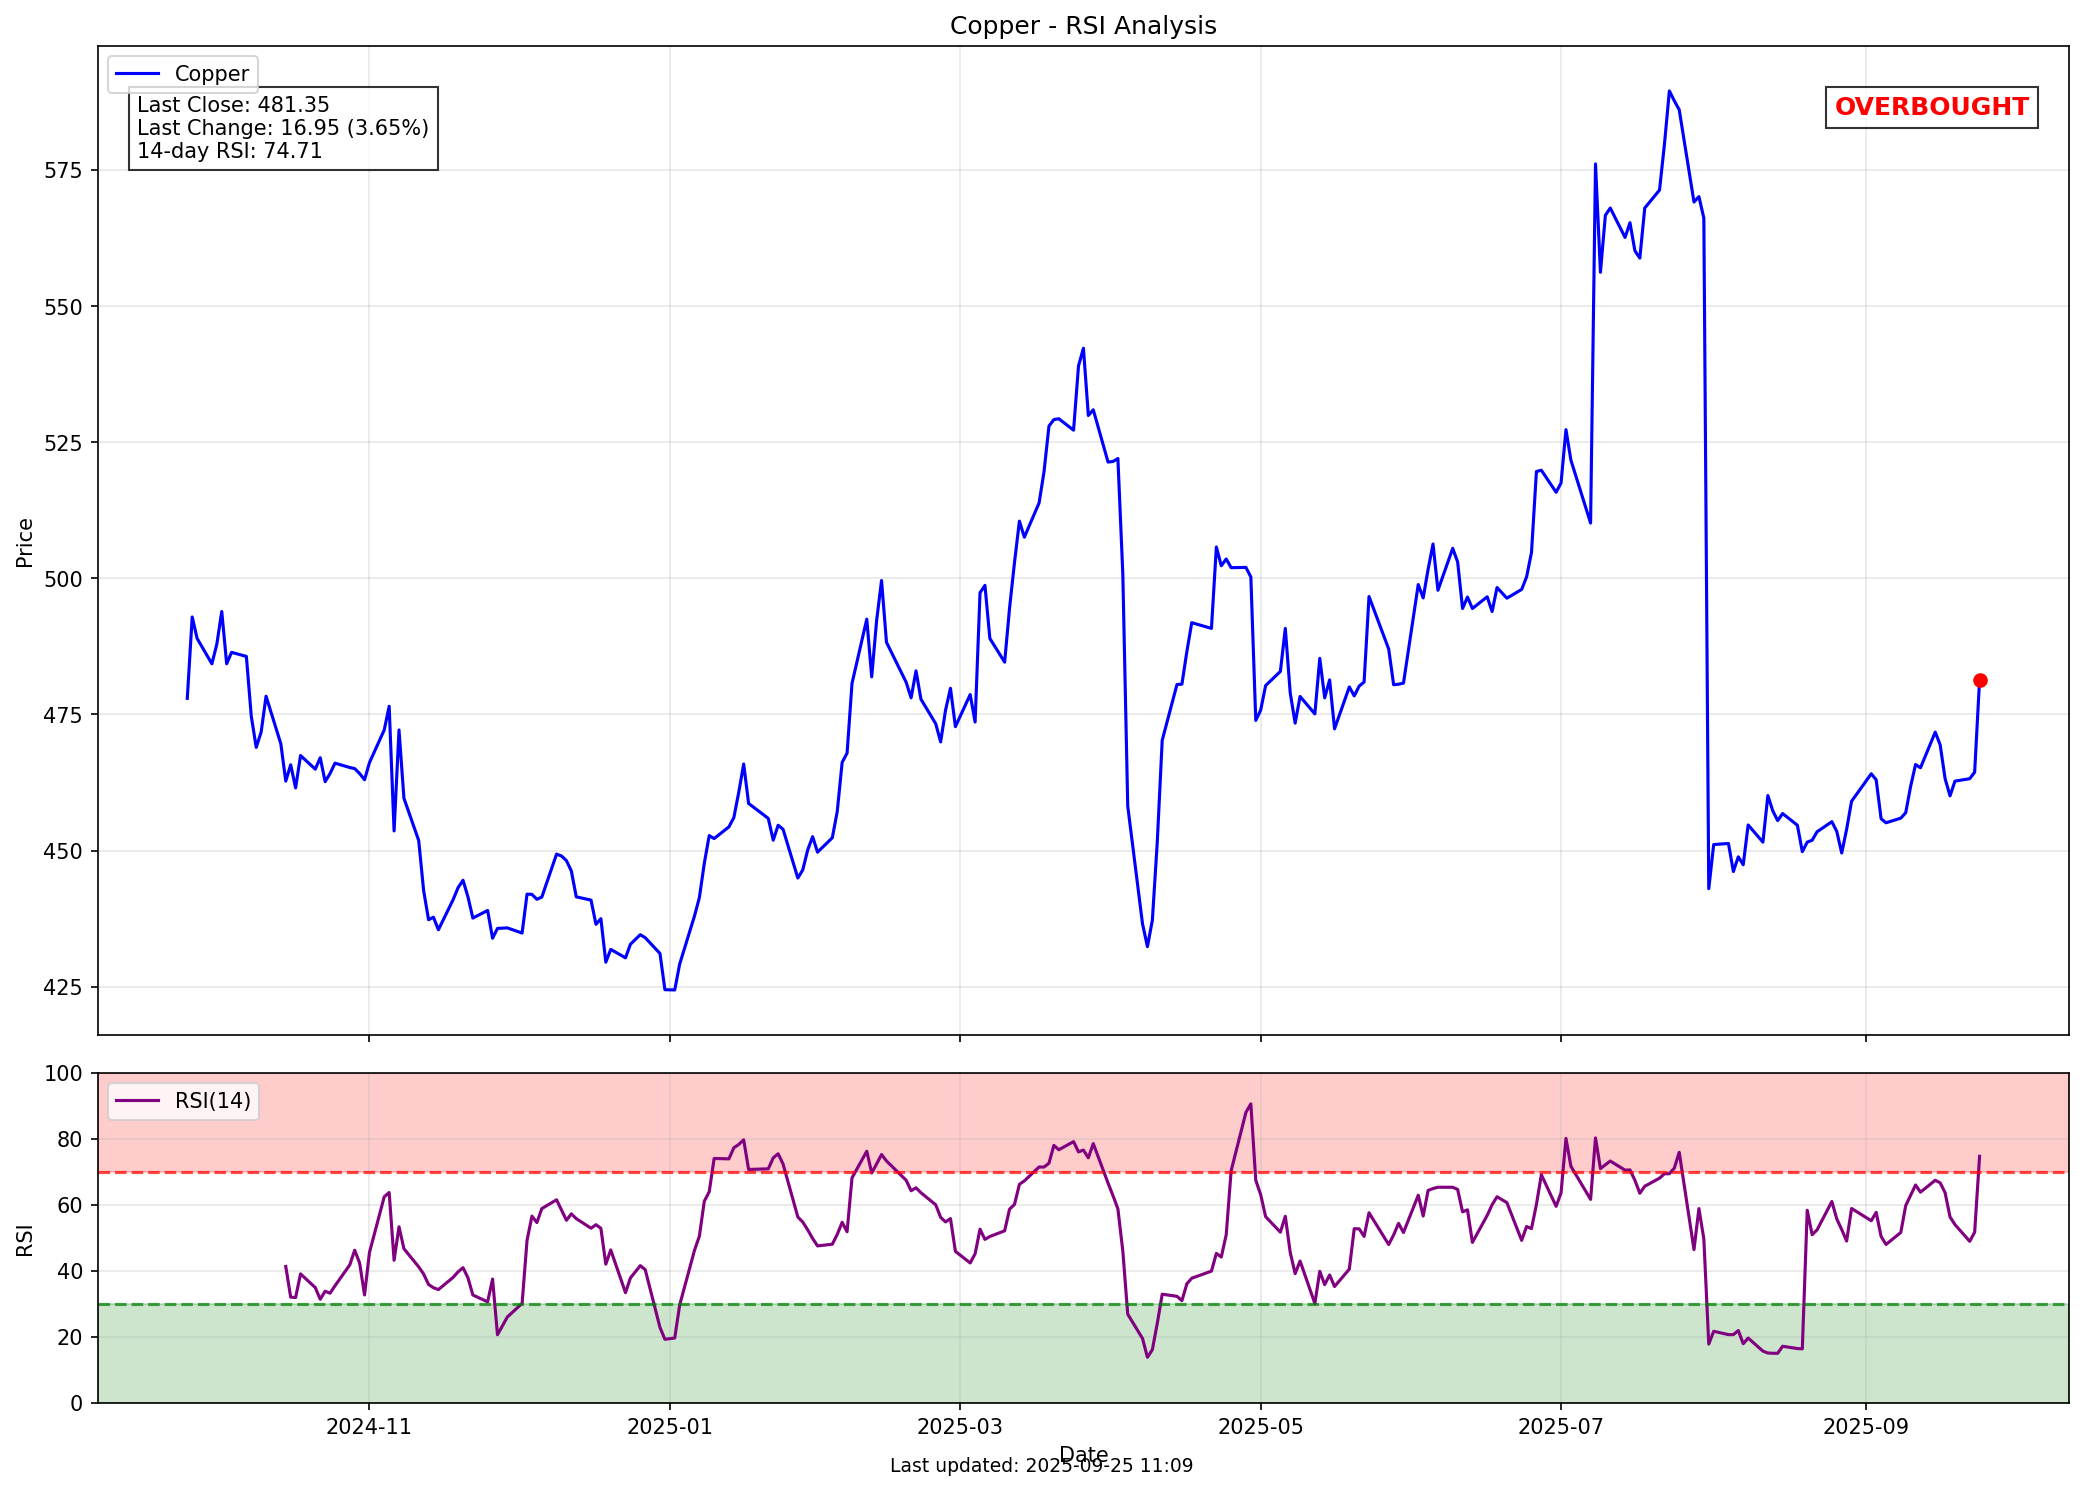 Copper - RSI Analysis
Copper
Last Close: 481.35
Last Change: 16.95 (3.65%)
14-day RSI: 74.71
OVERBOUGHT
Price
575
550
525
500
475
450
425
RSI(14)
RSI
100
80
60
40
20
0
2024-11
2025-01
2025-03
2025-05
2025-07
2025-09
Date
Last updated: 2025-09-25 11:09